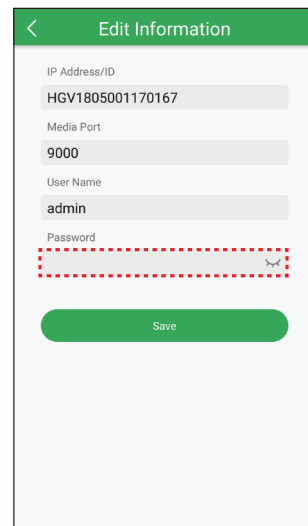 Edit Information
IP Address/ID
HGV1805001170167
Media Port
9000
User Name
admin
Password
Save